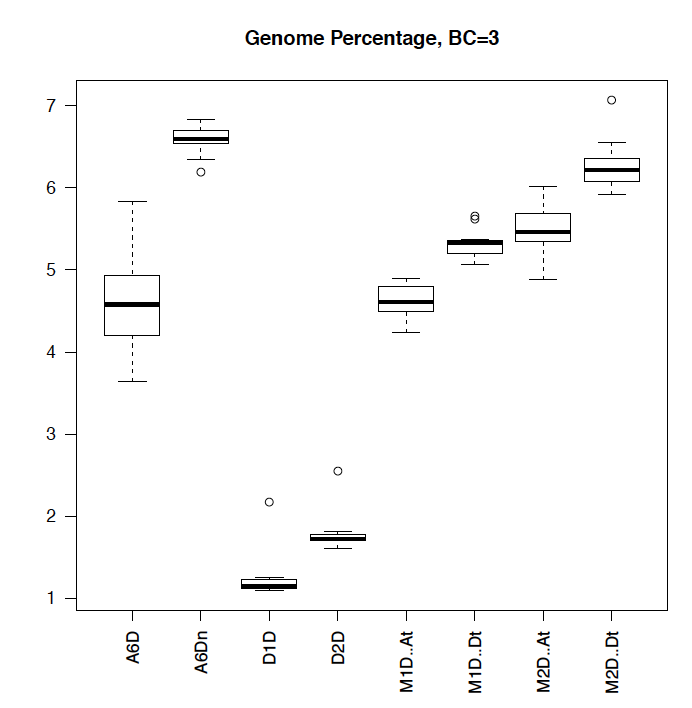 Genome Percentage, BC=3
7
6
5
4
3
2
1
A6D
A6Dn
D1D
D2D
M1D..At
M1D..Dt
M2D..At
M2D..Dt